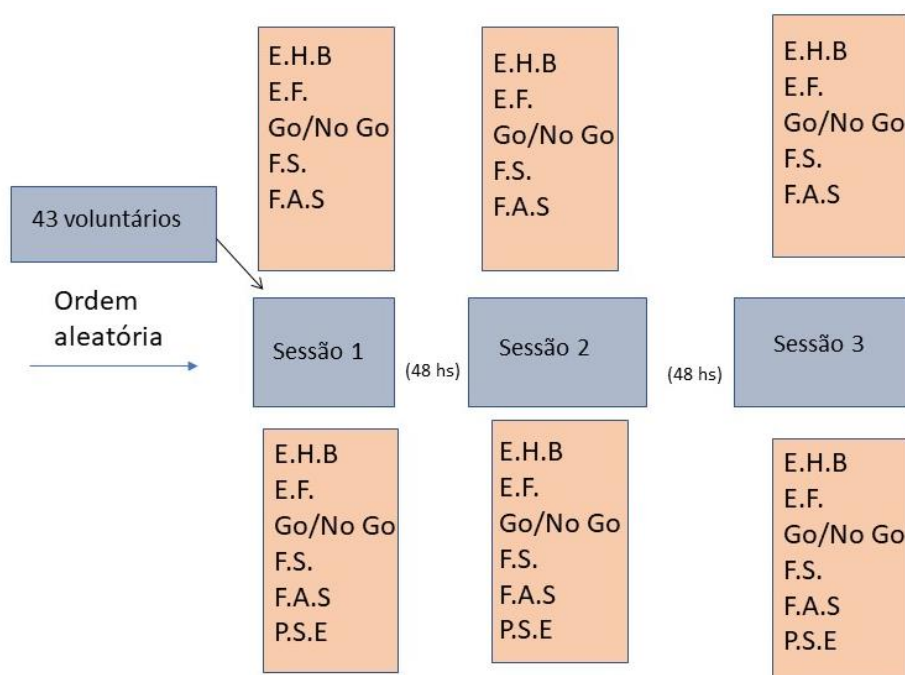 E.H.B
E.F.
Go/No Go
F.S.
F.A.S
E.H.B
E.F.
Go/No Go
F.S.
F.A.S
E.H.B
E.F.
Go/No Go
F.S.
F.A.S
43 voluntários
Ordem
aleatória
Sessão 1
(48 hs)
Sessão 2
(48 hs)
Sessão 3
E.H.B
E.F.
Go/No Go
F.S.
F.A.S
P.S.E
E.H.B
E.F.
Go/No Go
F.S.
F.A.S
P.S.E
E.H.B
E.F.
Go/No Go
F.S.
F.A.S
P.S.E